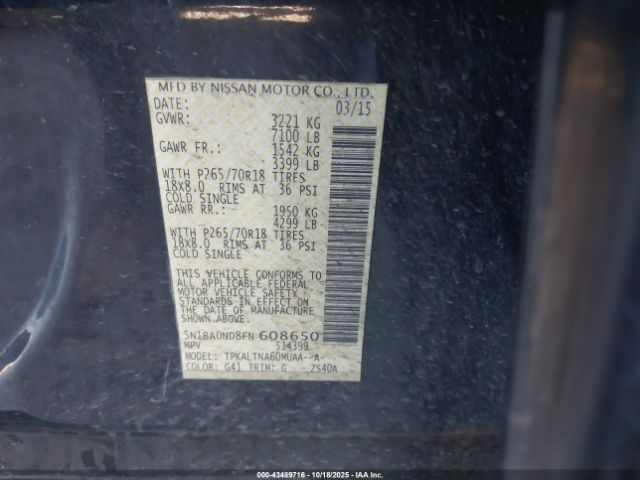 MFD BY NISSAN MOTOR CO., LTD.
DATE: 03/15
GVWR: 3221 KG
7100 LB
GAWR FR.: 1542 KG
3399 LB
WITH P265/70R18 TIRES
18X8.0 RIMS AT 36 PSI
COLD SINGLE
GAWR RR.: 1950 KG
4299 LB
WITH P265/70R18 TIRES
18X8.0 RIMS AT 36 PSI
COLD SINGLE
THIS VEHICLE CONFORMS TO
ALL APPLICABLE FEDERAL
MOTOR VEHICLE SAFETY
STANDARDS IN EFFECT ON
THE DATE OF MANUFACTURE
SHOWN ABOVE.
5N1BA0ND8FN 608650
MPV 514399
MODEL: TPKALTNA60MUAA--A
COLOR: G41 TRIM: G ZS40A
© 2000-43489716 | 10/18/2025 | IAA Inc.